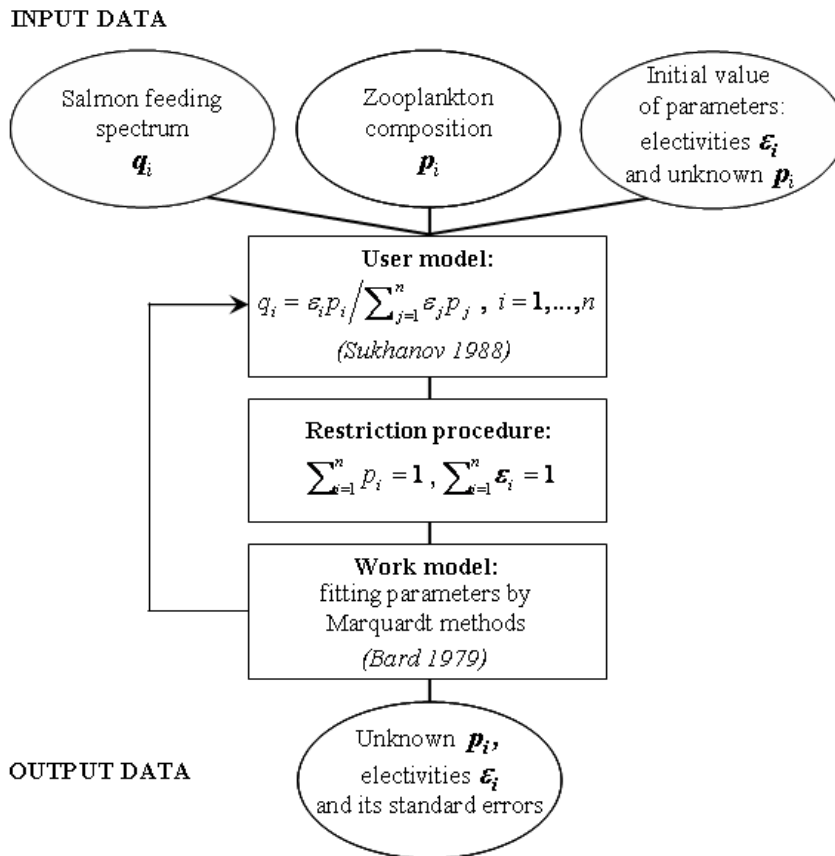 INPUT DATA
Salmon feeding
spectrum
qᵢ
Zooplankton
composition
pᵢ
Initial value
of parameters:
electivities εᵢ
and unknown pᵢ
User model:
qᵢ = εᵢpᵢ/∑ⁿⱼ₌₁ εⱼpⱼ , i = 1,...,n
(Sukhanov 1988)
Restriction procedure:
∑ⁿᵢ₌₁ pᵢ = 1 , ∑ⁿᵢ₌₁ εᵢ = 1
Work model:
fitting parameters by
Marquardt methods
(Bard 1979)
Unknown pᵢ,
electivities εᵢ
and its standard errors
OUTPUT DATA